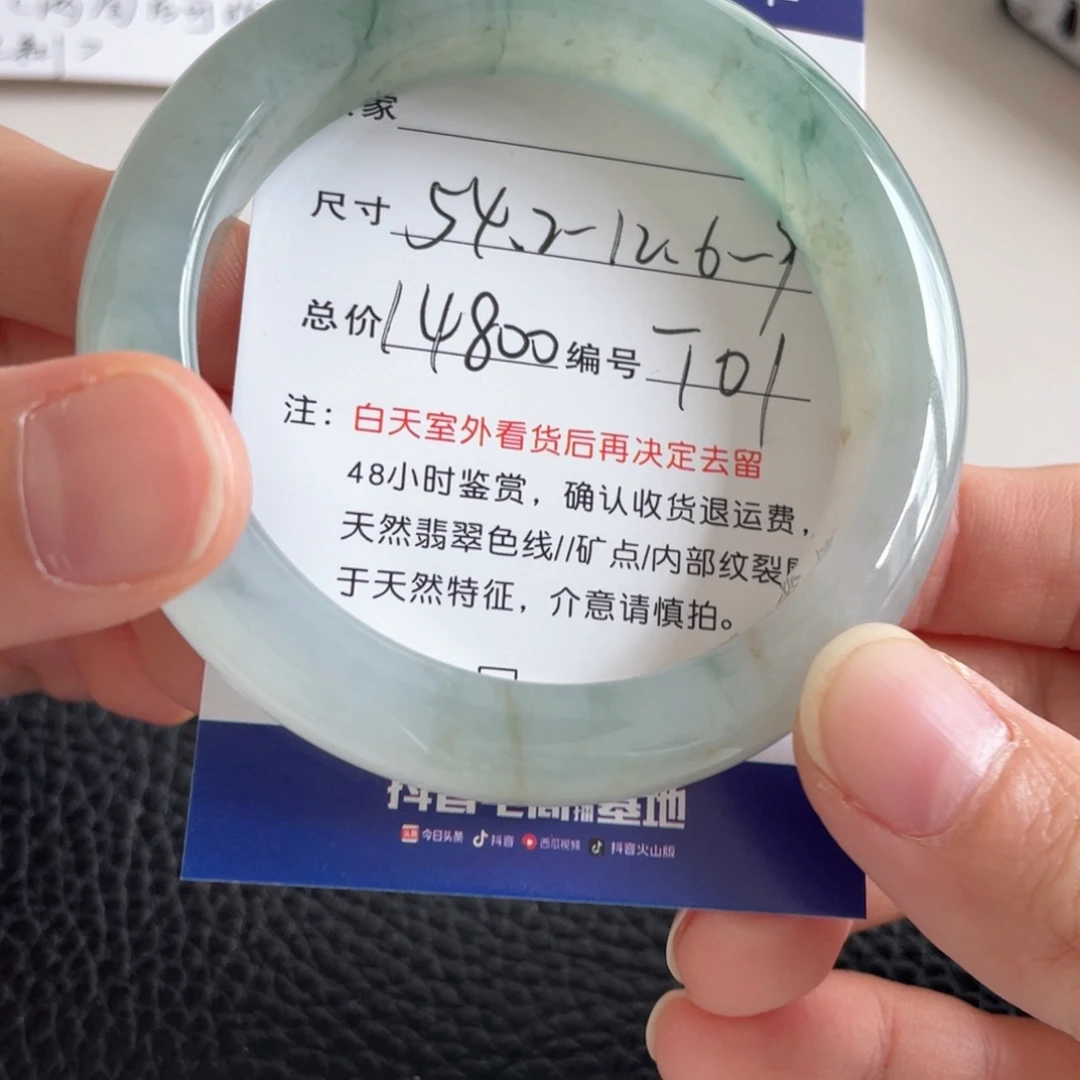 家
尺寸 54.2-12.6-7
总价 14800 编号 T01
注：白天室外看货后再决定去留
48小时鉴赏，确认收货退运费，
天然翡翠色线//矿点/内部纹裂
于天然特征，介意请慎拍。
基地
今日头条 抖音 西瓜视频 抖音火山版